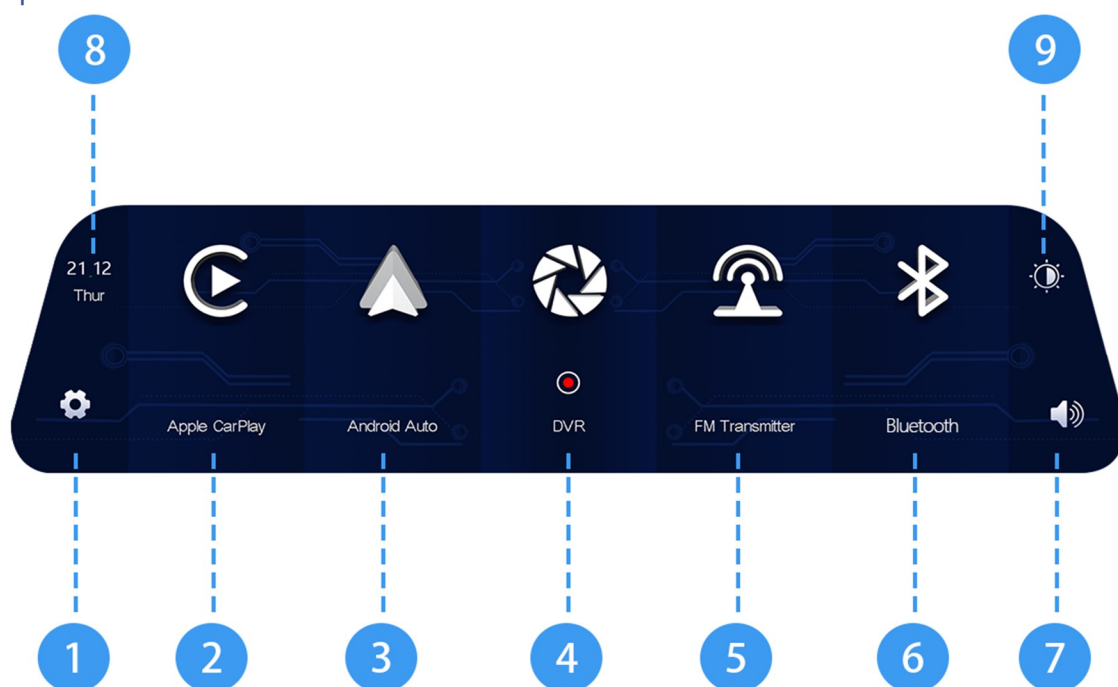 8
9
21:12
Thur
Apple CarPlay
Android Auto
DVR
FM Transmitter
Bluetooth
1
2
3
4
5
6
7